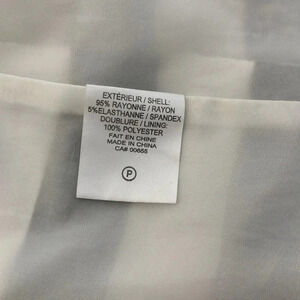 EXTÉRIEUR / SHELL:
95% RAYONNE / RAYON
5% ELASTHANNE / SPANDEX
DOUBLURE / LINING:
100% POLYESTER
FAIT EN CHINE
MADE IN CHINA
CA# 00655
P